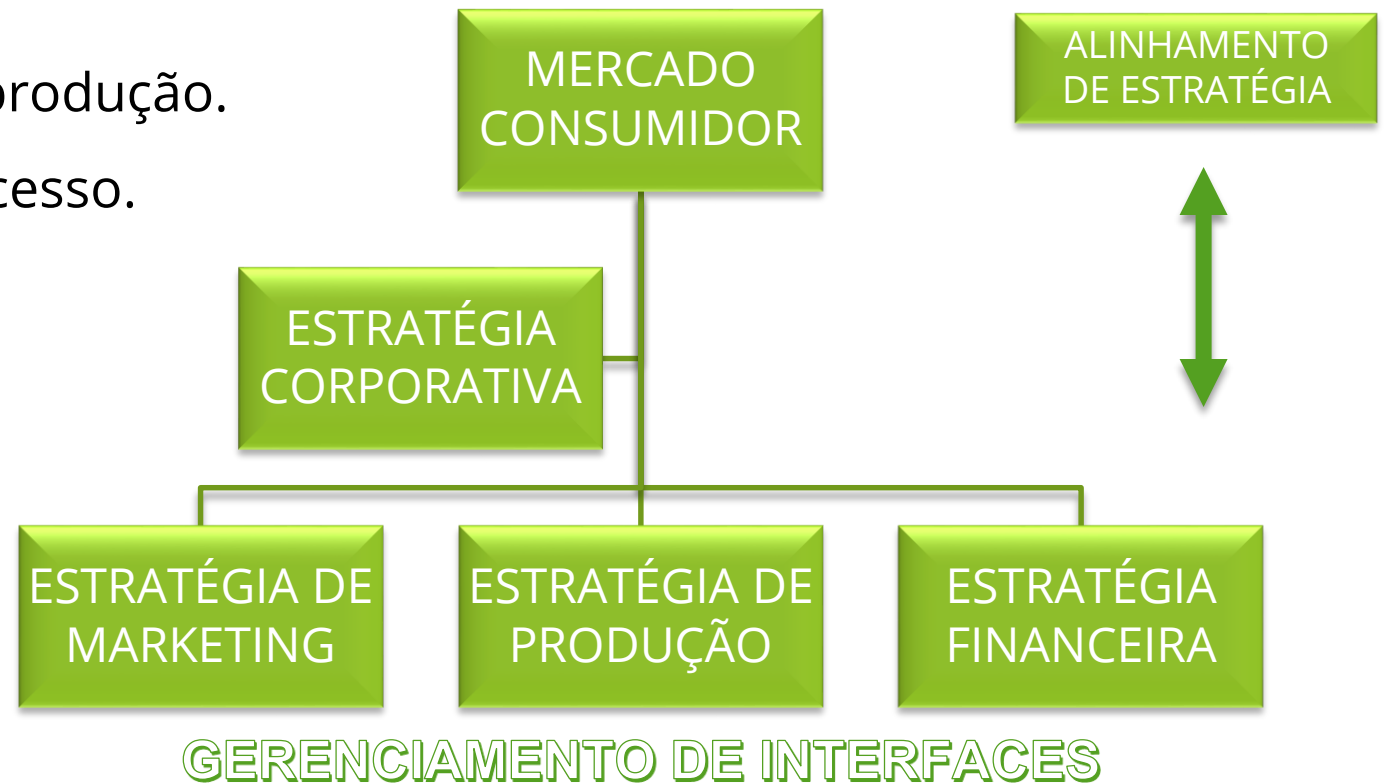 produção.
cesso.
MERCADO
CONSUMIDOR
ALINHAMENTO
DE ESTRATÉGIA
ESTRATÉGIA
CORPORATIVA
ESTRATÉGIA DE
MARKETING
ESTRATÉGIA DE
PRODUÇÃO
ESTRATÉGIA
FINANCEIRA
GERENCIAMENTO DE INTERFACES